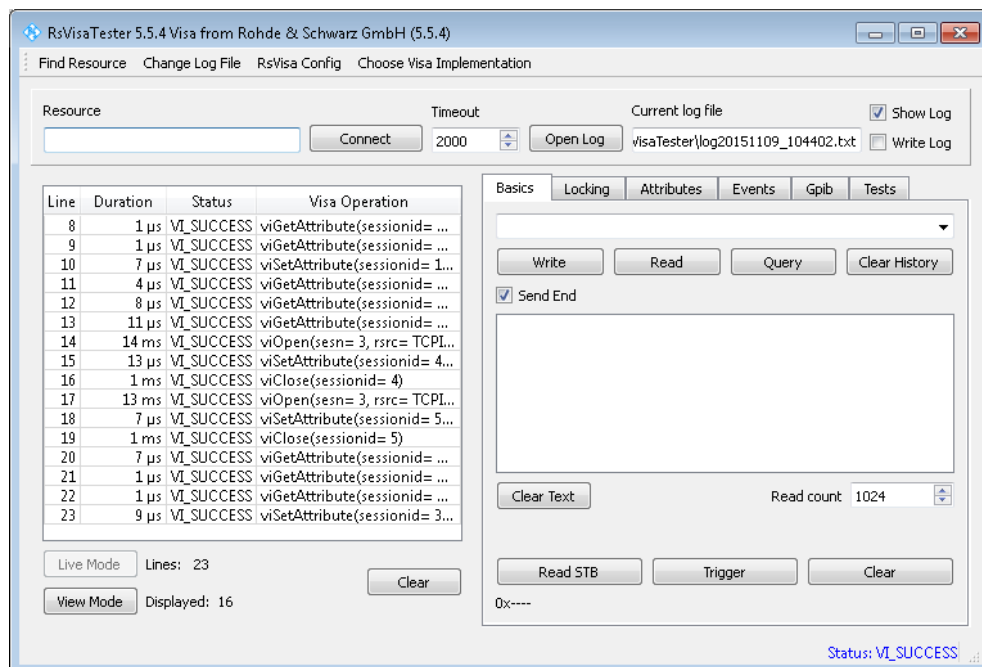 RsVisaTester 5.5.4 Visa from Rohde & Schwarz GmbH (5.5.4)
Find Resource Change Log File RsVisa Config Choose Visa Implementation
Resource Timeout Current log file Show Log
Connect 2000 Open Log VisaTester\log20151109_104402.txt Write Log
Line Duration Status Visa Operation
8 1 µs VI_SUCCESS viGetAttribute(sessionid= ...
9 1 µs VI_SUCCESS viGetAttribute(sessionid= ...
10 7 µs VI_SUCCESS viSetAttribute(sessionid= 1...
11 4 µs VI_SUCCESS viGetAttribute(sessionid= ...
12 8 µs VI_SUCCESS viGetAttribute(sessionid= ...
13 11 µs VI_SUCCESS viGetAttribute(sessionid= ...
14 14 ms VI_SUCCESS viOpen(sesn= 3, rsrc= TCPI...
15 13 µs VI_SUCCESS viSetAttribute(sessionid= 4...
16 1 ms VI_SUCCESS viClose(sessionid= 4)
17 13 ms VI_SUCCESS viOpen(sesn= 3, rsrc= TCPI...
18 7 µs VI_SUCCESS viSetAttribute(sessionid= 5...
19 1 ms VI_SUCCESS viClose(sessionid= 5)
20 7 µs VI_SUCCESS viGetAttribute(sessionid= ...
21 1 µs VI_SUCCESS viGetAttribute(sessionid= ...
22 1 µs VI_SUCCESS viGetAttribute(sessionid= ...
23 9 µs VI_SUCCESS viSetAttribute(sessionid= 3...
Live Mode Lines: 23
Clear
View Mode Displayed: 16
Basics Locking Attributes Events Gpib Tests
Write Read Query Clear History
Send End
Clear Text Read count 1024
Read STB Trigger Clear
0x----
Status: VI_SUCCESS